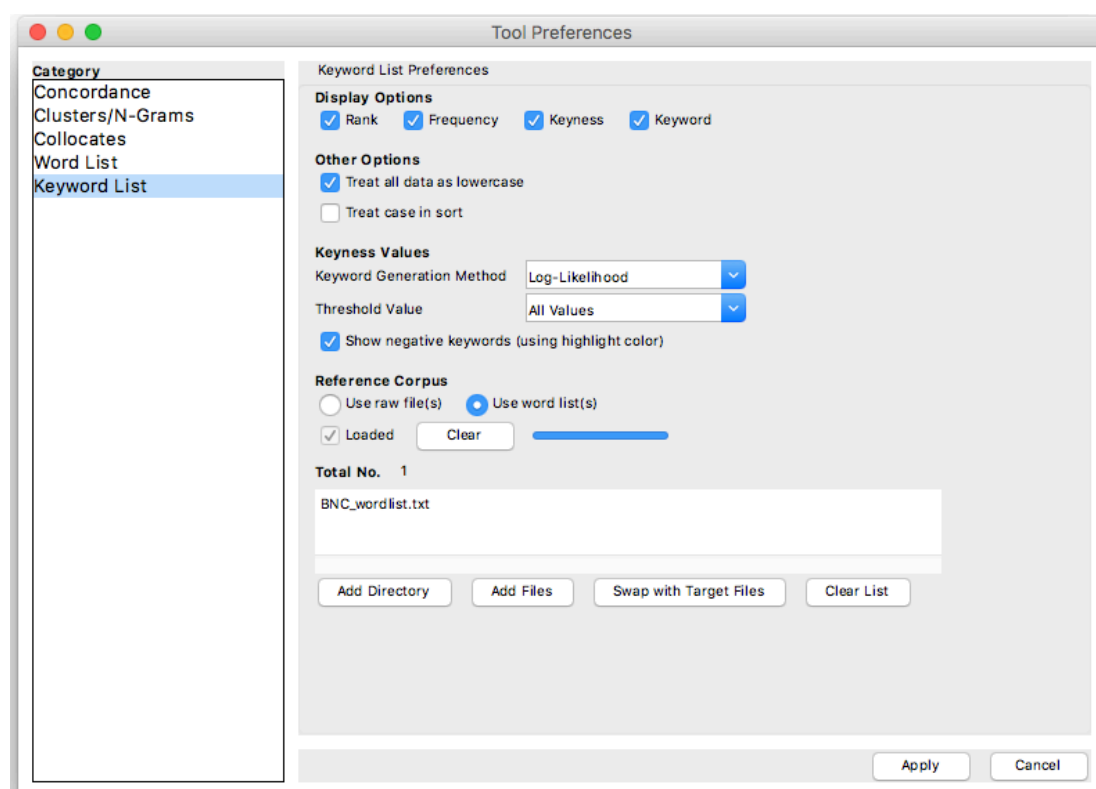 Tool Preferences
Category
Concordance
Clusters/N-Grams
Collocates
Word List
Keyword List
Keyword List Preferences
Display Options
Rank Frequency Keyness Keyword
Other Options
Treat all data as lowercase
Treat case in sort
Keyness Values
Keyword Generation Method Log-Likelihood
Threshold Value All Values
Show negative keywords (using highlight color)
Reference Corpus
Use raw file(s) Use word list(s)
Loaded Clear
Total No. 1
BNC_wordlist.txt
Add Directory Add Files Swap with Target Files Clear List
Apply Cancel